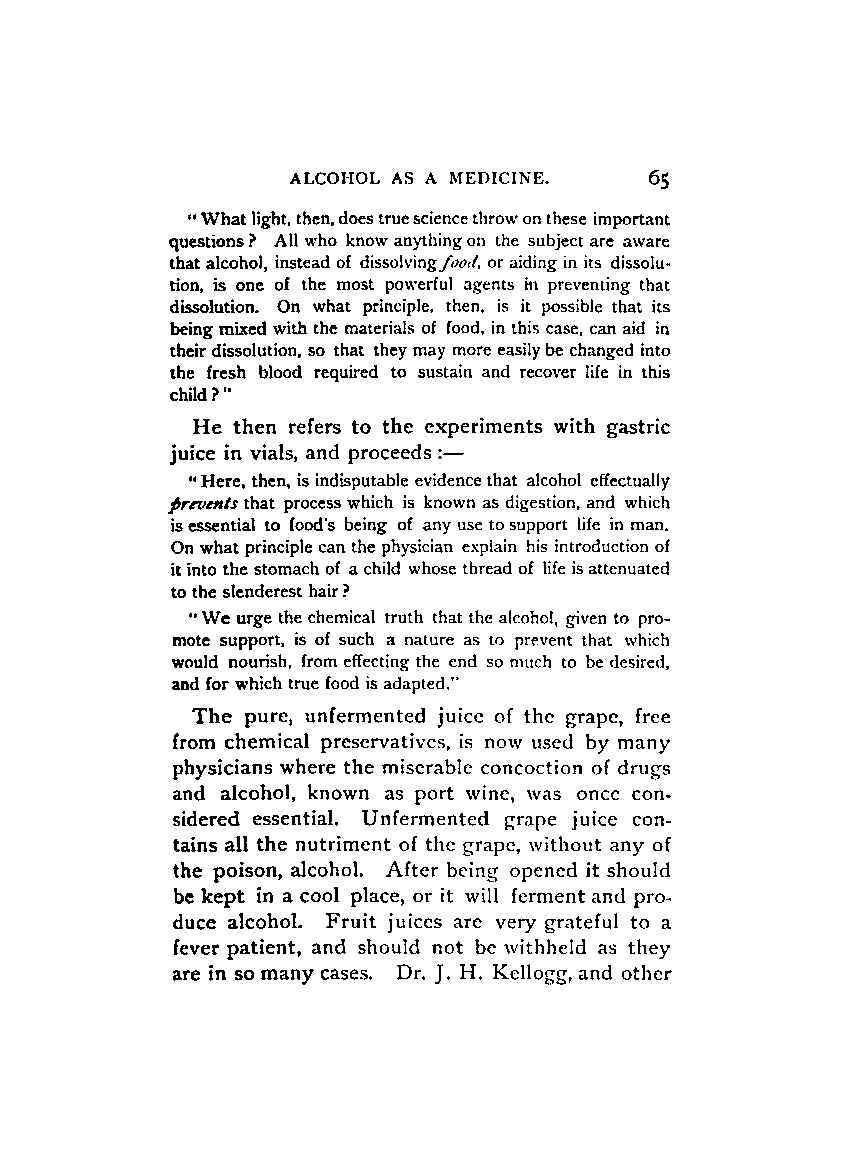 ALCOHOL AS A MEDICINE. 65
"What light, then, does true science throw on these important
questions? All who know anything on the subject are aware
that alcohol, instead of dissolving food, or aiding in its dissolu-
tion, is one of the most powerful agents in preventing that
dissolution. On what principle, then, is it possible that its
being mixed with the materials of food, in this case, can aid in
their dissolution, so that they may more easily be changed into
the fresh blood required to sustain and recover life in this
child?"
He then refers to the experiments with gastric
juice in vials, and proceeds:—
"Here, then, is indisputable evidence that alcohol effectually
prevents that process which is known as digestion, and which
is essential to food's being of any use to support life in man.
On what principle can the physician explain his introduction of
it into the stomach of a child whose thread of life is attenuated
to the slenderest hair?
"We urge the chemical truth that the alcohol, given to pro-
mote support, is of such a nature as to prevent that which
would nourish, from effecting the end so much to be desired,
and for which true food is adapted."
The pure, unfermented juice of the grape, free
from chemical preservatives, is now used by many
physicians where the miserable concoction of drugs
and alcohol, known as port wine, was once con-
sidered essential. Unfermented grape juice con-
tains all the nutriment of the grape, without any of
the poison, alcohol. After being opened it should
be kept in a cool place, or it will ferment and pro-
duce alcohol. Fruit juices are very grateful to a
fever patient, and should not be withheld as they
are in so many cases. Dr. J. H. Kellogg, and other